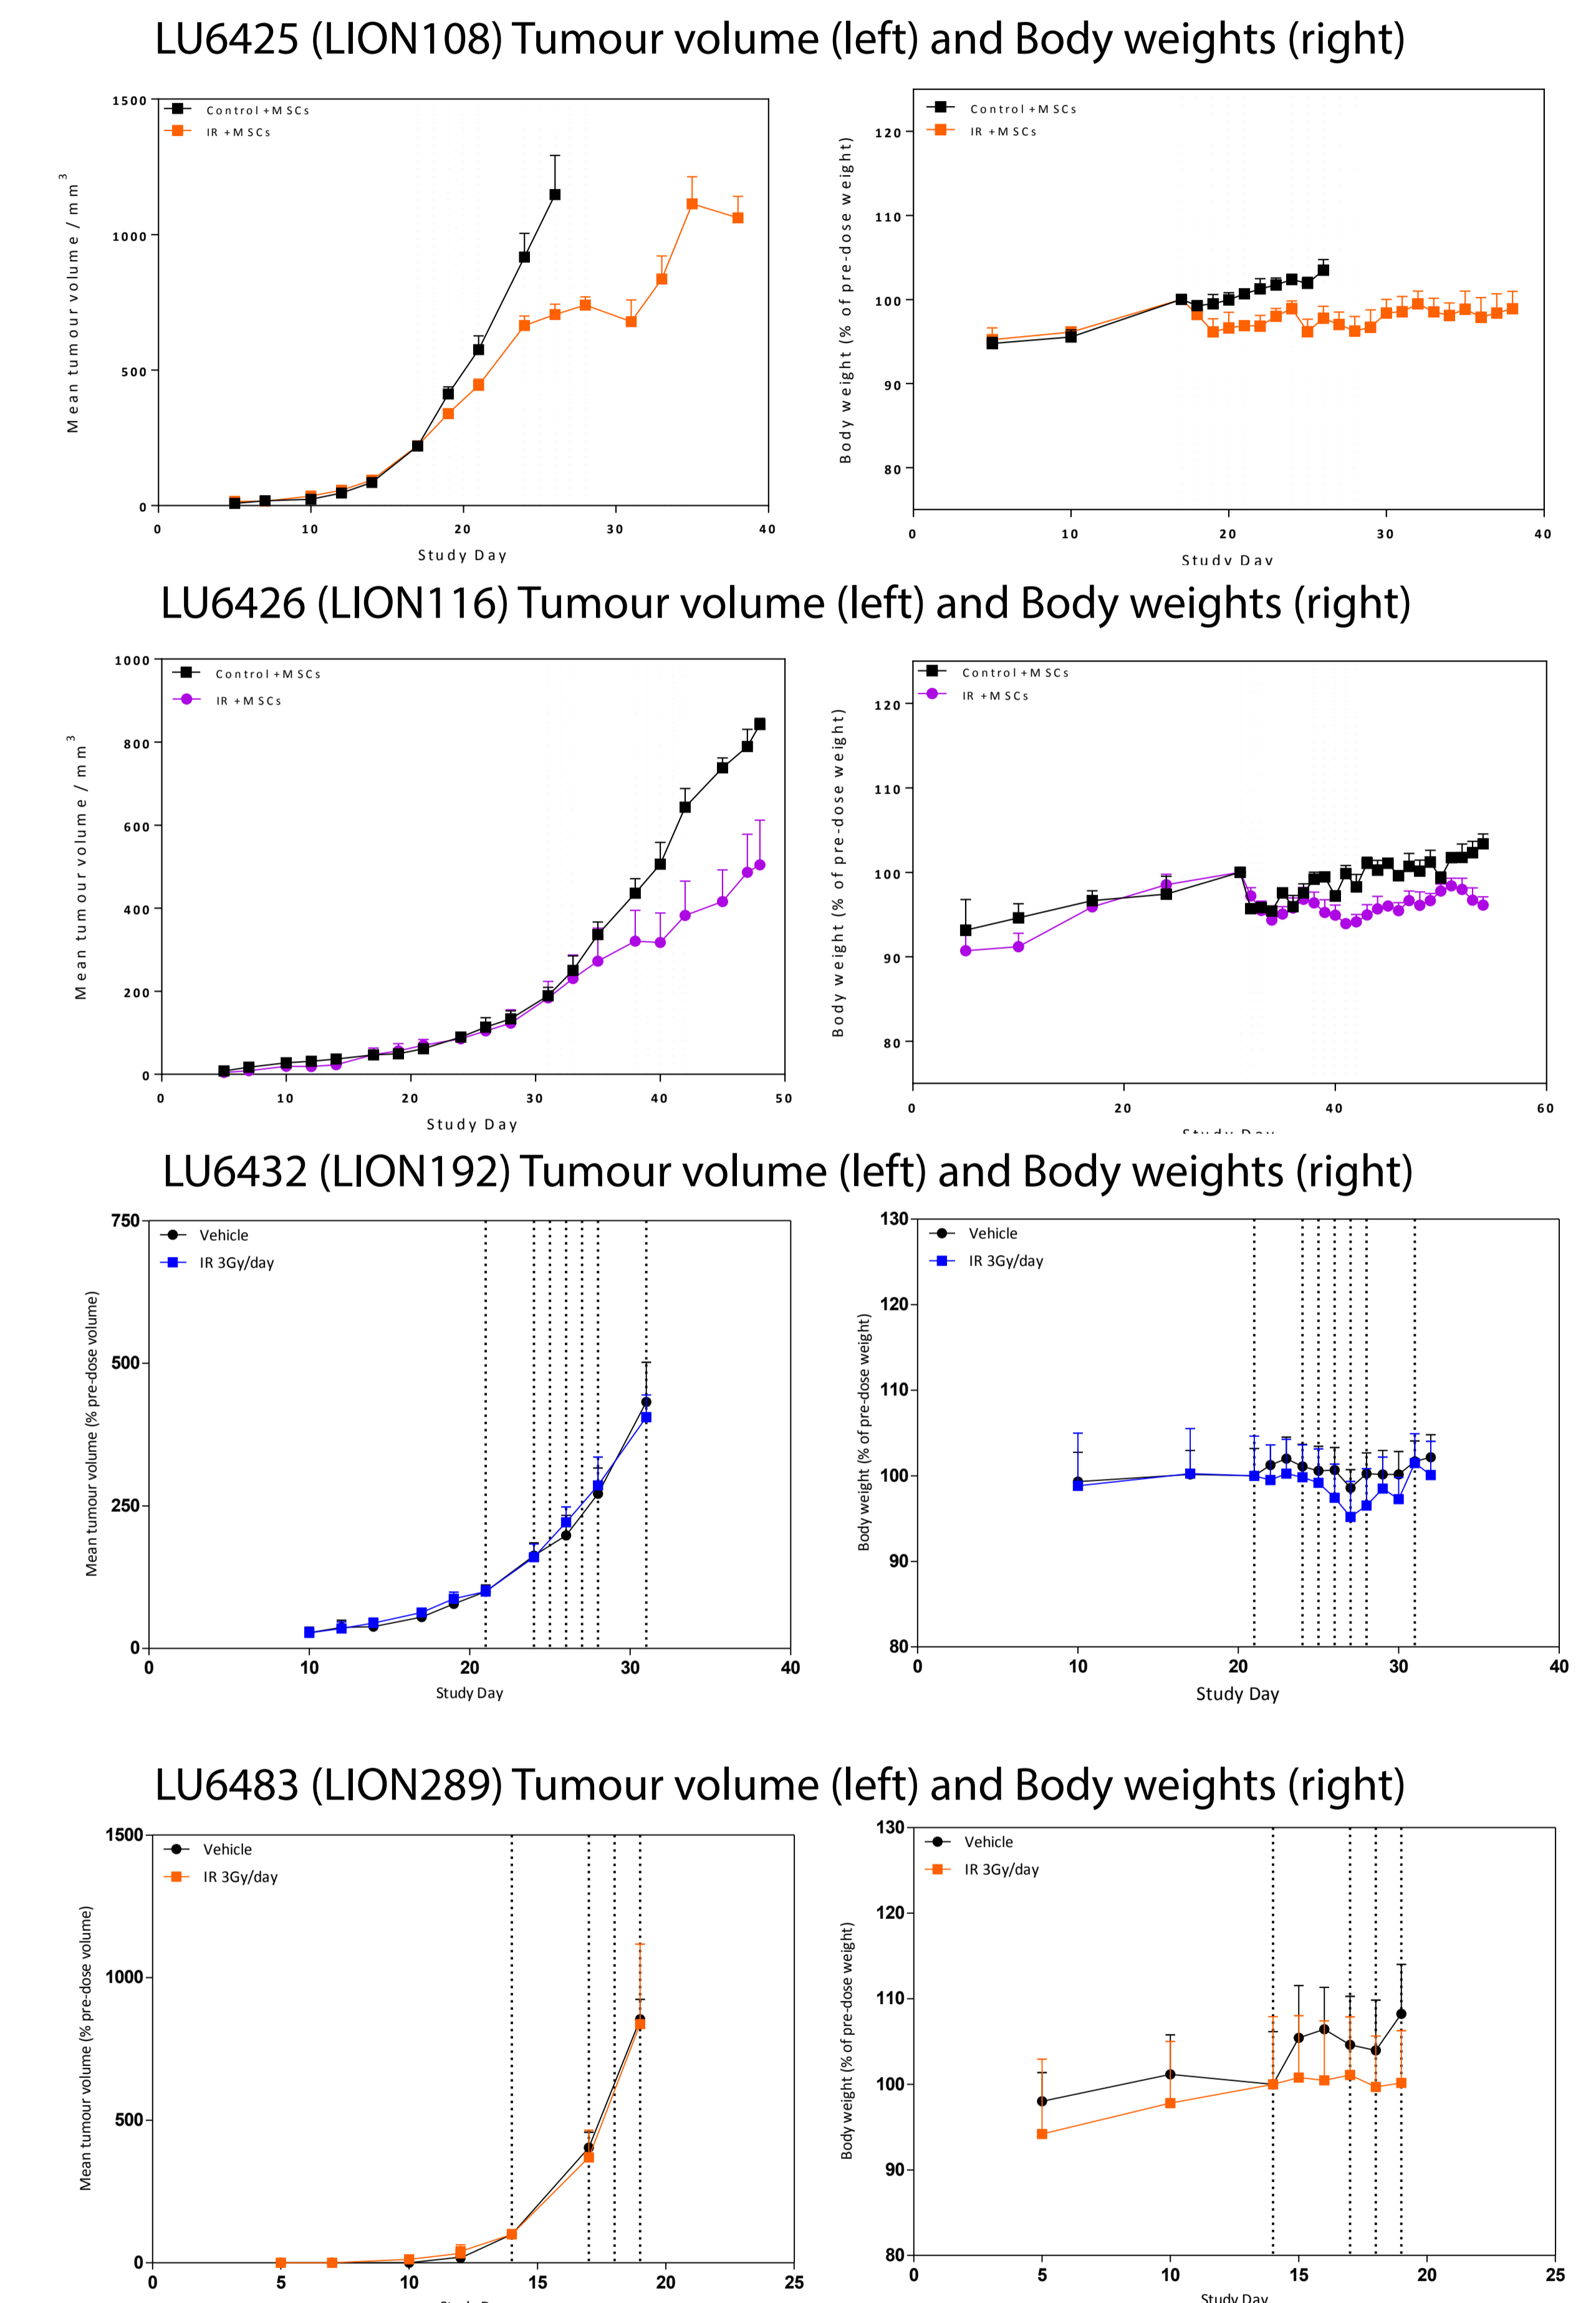 LU6425 (LION108) Tumour volume (left) and Body weights (right)
Control +MSCs
IR +MSCs
Mean tumour volume / mm³
1500
1000
500
0
0 10 20 30 40
Study Day
Control +MSCs
IR +MSCs
Body weight (% of pre-dose weight)
120
110
100
90
80
0 10 20 30 40
Study Day
LU6426 (LION116) Tumour volume (left) and Body weights (right)
Control +MSCs
IR +MSCs
Mean tumour volume / mm³
1000
800
600
400
200
0
0 10 20 30 40 50
Study Day
Control +MSCs
IR +MSCs
Body weight (% of pre-dose weight)
120
110
100
90
80
0 20 40 60
Study Day
LU6432 (LION192) Tumour volume (left) and Body weights (right)
Vehicle
IR 3Gy/day
Mean tumour volume (% pre-dose volume)
750
500
250
0
0 10 20 30 40
Study Day
Vehicle
IR 3Gy/day
Body weight (% of pre-dose weight)
130
120
110
100
90
80
0 10 20 30 40
Study Day
LU6483 (LION289) Tumour volume (left) and Body weights (right)
Vehicle
IR 3Gy/day
Mean tumour volume (% pre-dose volume)
1500
1000
500
0
0 5 10 15 20 25
Study Day
Vehicle
IR 3Gy/day
Body weight (% of pre-dose weight)
130
120
110
100
90
80
0 5 10 15 20 25
Study Day